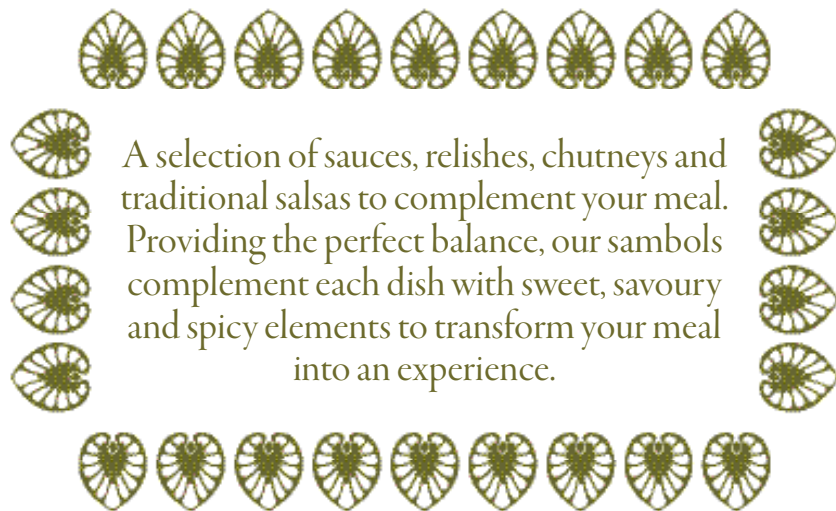 A selection of sauces, relishes, chutneys and
traditional salsas to complement your meal.
Providing the perfect balance, our sambols
complement each dish with sweet, savoury
and spicy elements to transform your meal
into an experience.